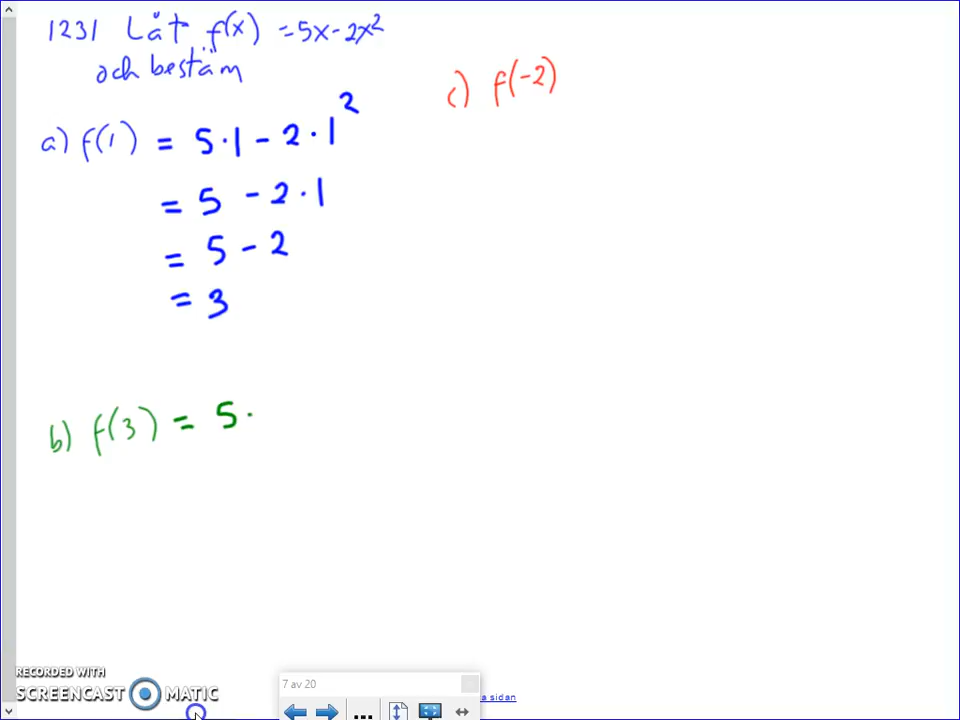 1231 Låt f(x) = 5x - 2x²
och bestäm
a) f(1) = 5·1 - 2·1²
= 5 - 2·1
= 5 - 2
= 3
b) f(3) = 5·
c) f(-2)
RECORDED WITH
SCREENCAST MATIC
7 av 20
a sidan